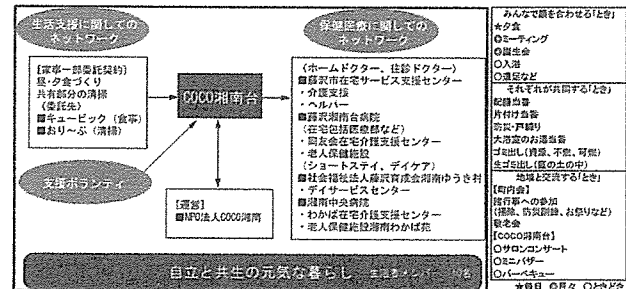 生活支援に関しての
ネットワーク
【家事一部委託契約】
昼・夕食づくり
共有部分の清掃
(委託先)
■キュービック(食事)
■おり~ぶ(清掃)
支援ボランティ
COCO湘南台
【運営】
■NPO法人COCO湘南
保健医療に関しての
ネットワーク
(ホームドクター、往診ドクター)
■藤沢市在宅サービス支援センター
・介護支援
・ヘルパー
■藤沢湘南台病院
(在宅包括医療部など)
・同友会在宅介護支援センター
・老人保健施設
(ショートステイ、デイケア)
■社会福祉法人藤沢育成会湘南ゆうき村
・デイサービスセンター
■湘南中央病院
・わかば在宅介護支援センター
・老人保健施設湘南わかば苑
自立と共生の元気な暮らし 生活者メンバー 10名
みんなで顔を合わせる「とき」
★夕食
◎ミーティング
◎誕生会
○入浴
○遠足など
それぞれが共同する「とき」
配膳当番
片付け当番
防災・戸締り
大浴室のお湯当番
ゴミ出し(資源、不燃、可燃)
生ゴミ出し(庭の土の中)
地域と交流する「とき」
【町内会】
諸行事への参加
(掃除、防災訓練、お祭りなど)
敬老会
【COCO湘南台】
○サロンコンサート
○ミニバザー
○バーベキュー
★毎日 ◎月々 ○ときどき